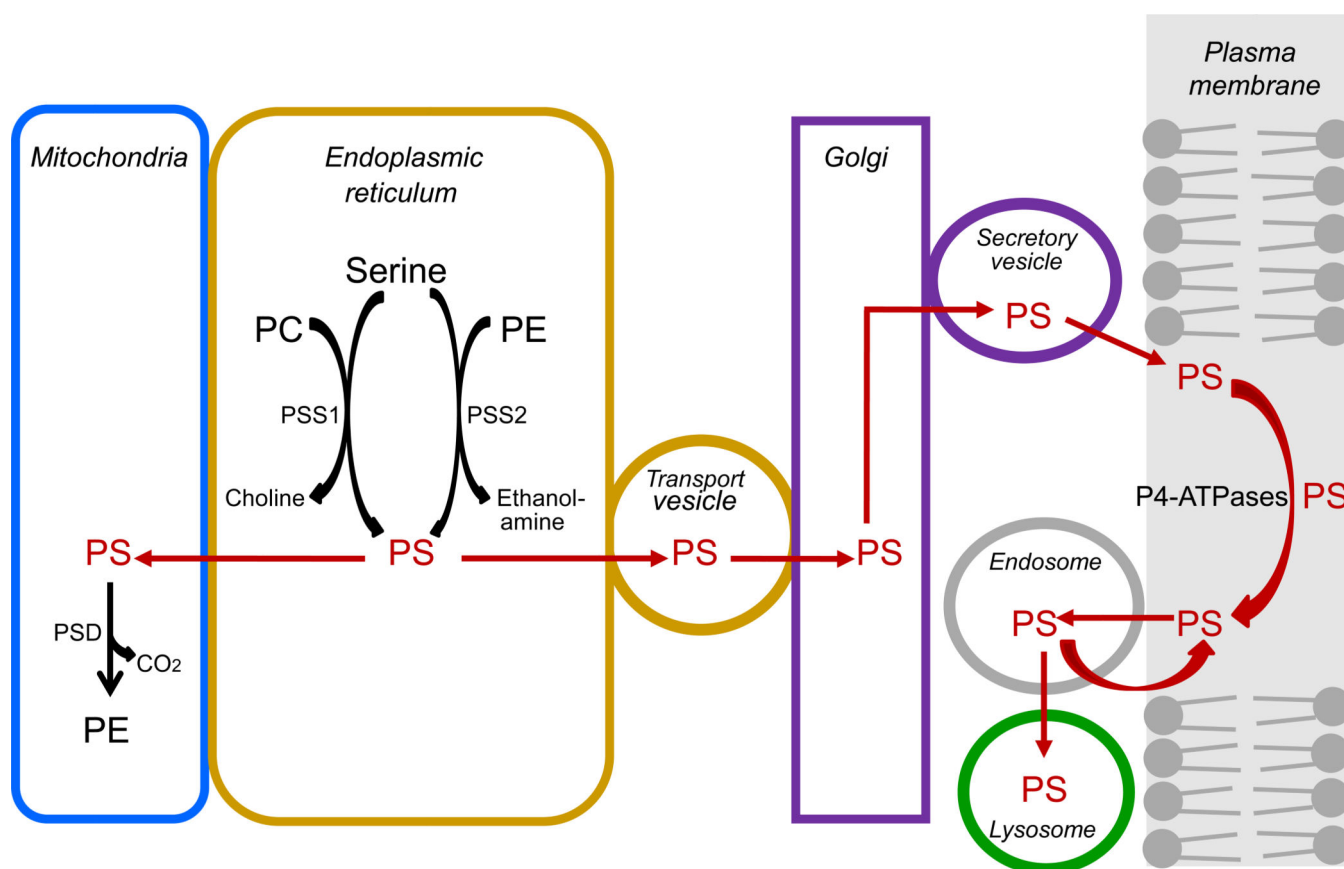 Mitochondria
Endoplasmic
reticulum
Serine
PC
PE
PSS1
PSS2
Choline
Ethanol-
amine
PS
PS
PSD
CO2
PE
Transport
vesicle
PS
Golgi
PS
Secretory
vesicle
PS
Plasma
membrane
PS
P4-ATPases
PS
PS
Endosome
PS
PS
Lysosome